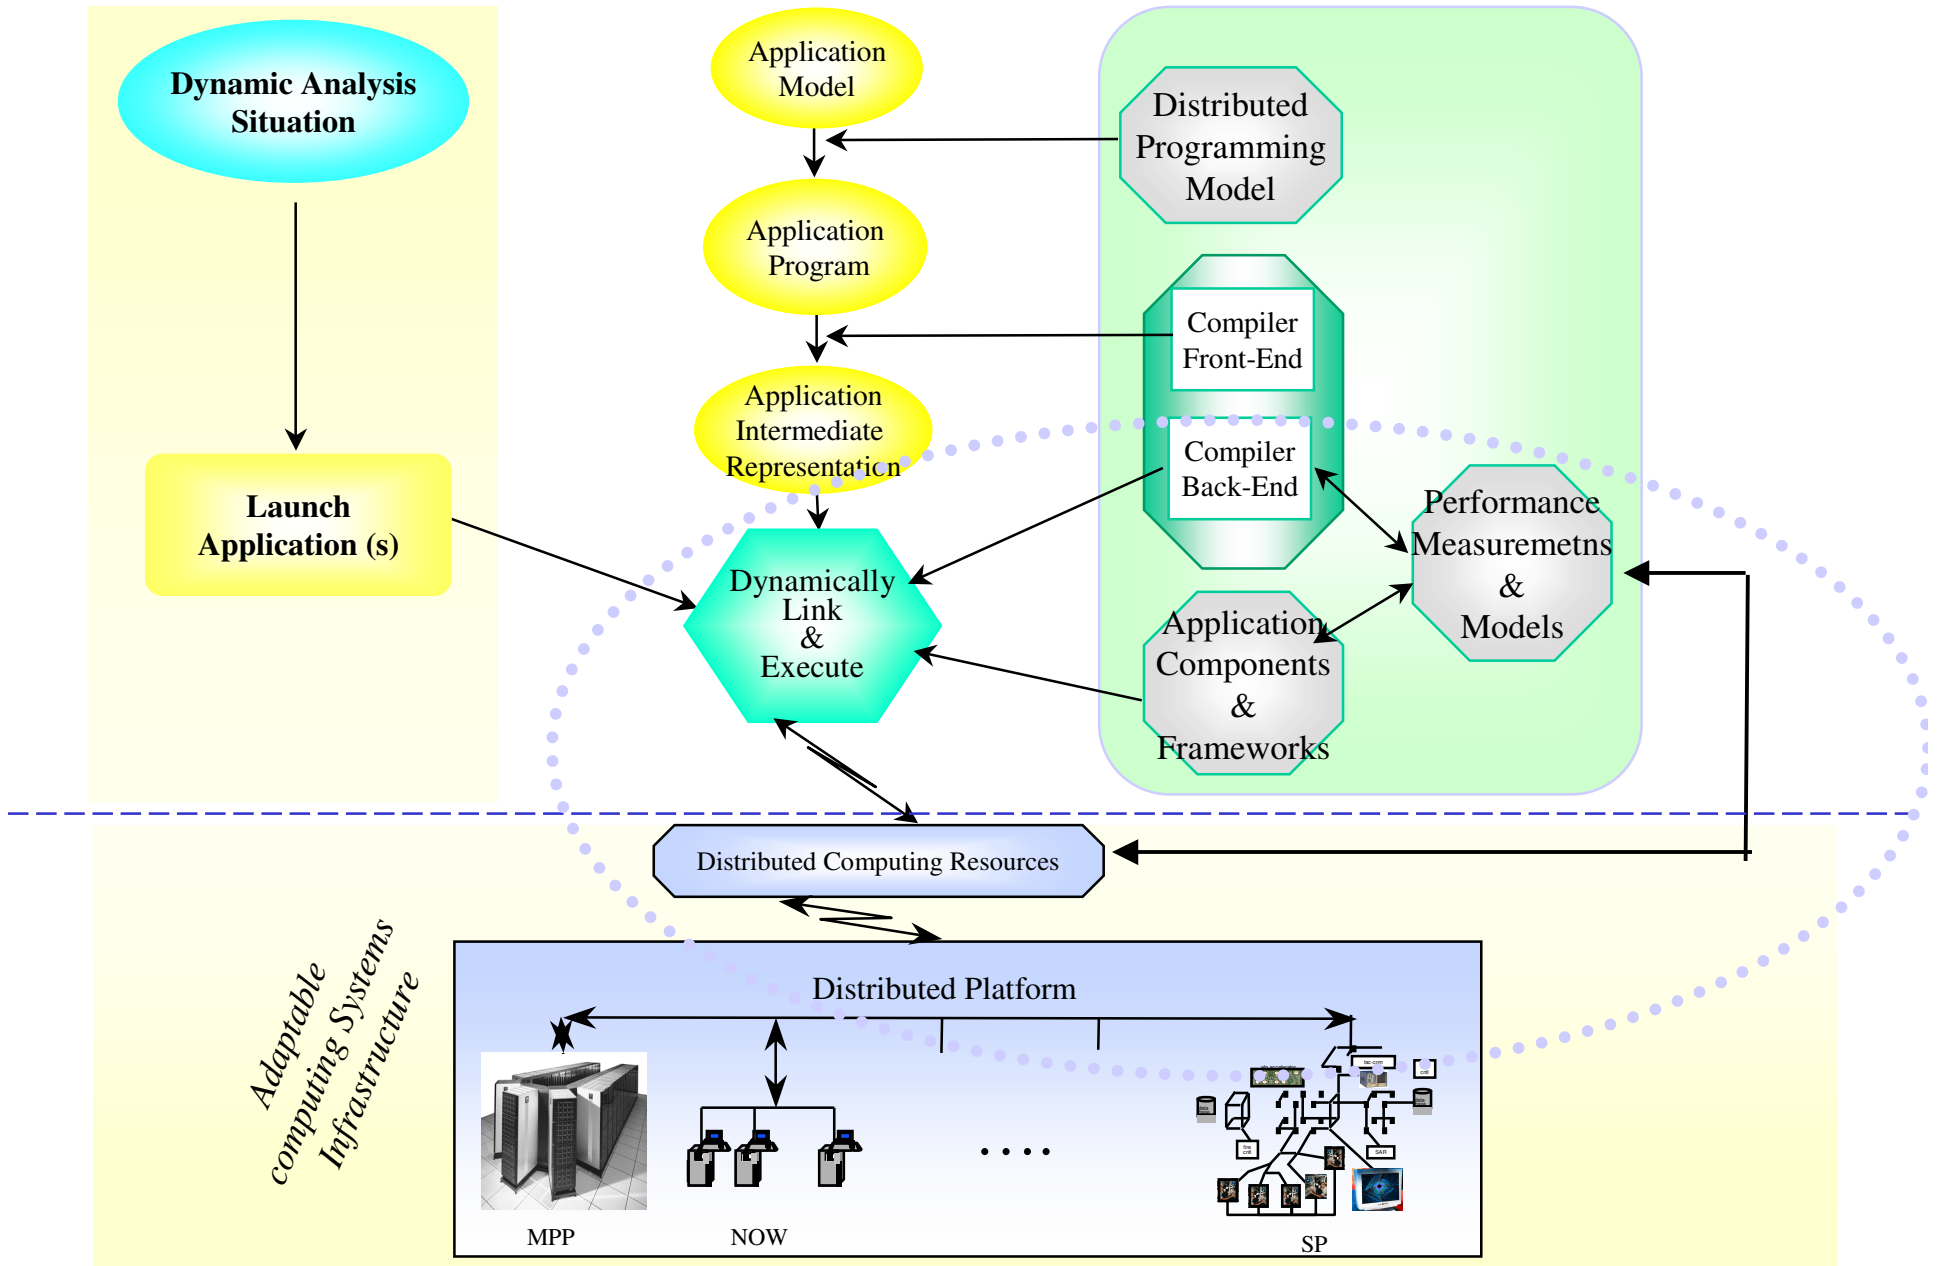 Dynamic Analysis
Situation
Launch
Application (s)
Application
Model
Application
Program
Application
Intermediate
Representation
Dynamically
Link
&
Execute
Distributed
Programming
Model
Compiler
Front-End
Compiler
Back-End
Performance
Measuremetns
&
Models
Application
Components
&
Frameworks
Distributed Computing Resources
Adaptable
computing Systems
Infrastructure
Distributed Platform
. . . .
SAR
MPP
NOW
SP